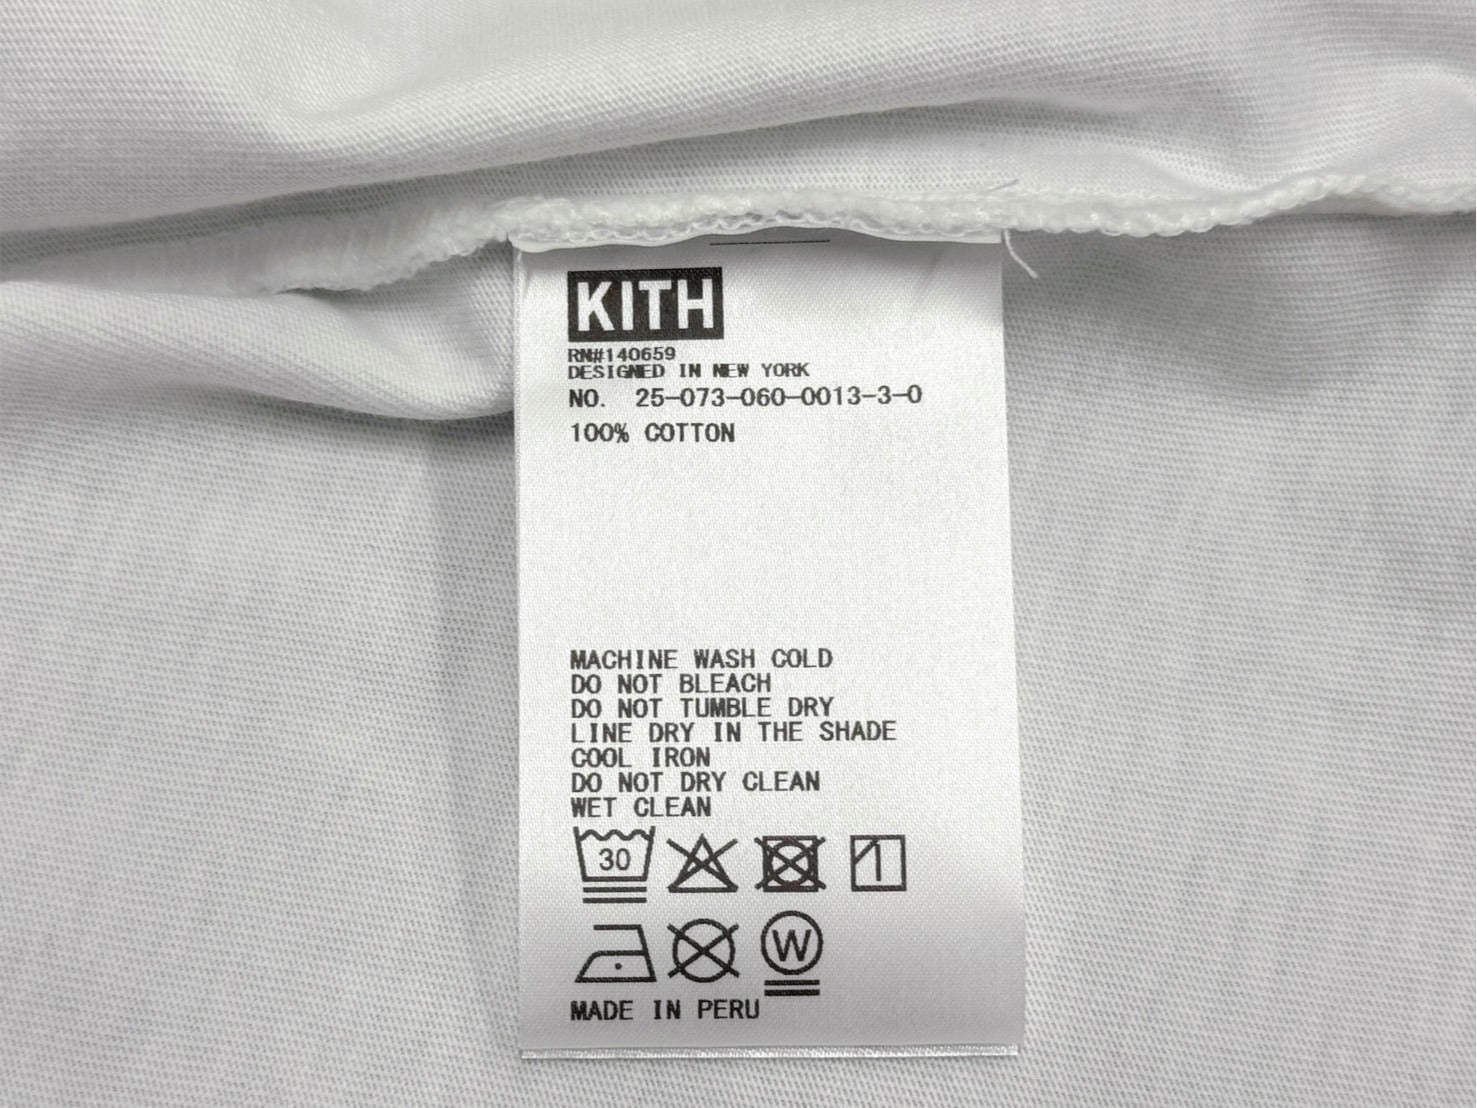 KITH
RN#140659
DESIGNED IN NEW YORK
NO. 25-073-060-0013-3-0
100% COTTON
MACHINE WASH COLD
DO NOT BLEACH
DO NOT TUMBLE DRY
LINE DRY IN THE SHADE
COOL IRON
DO NOT DRY CLEAN
WET CLEAN
30
W
MADE IN PERU